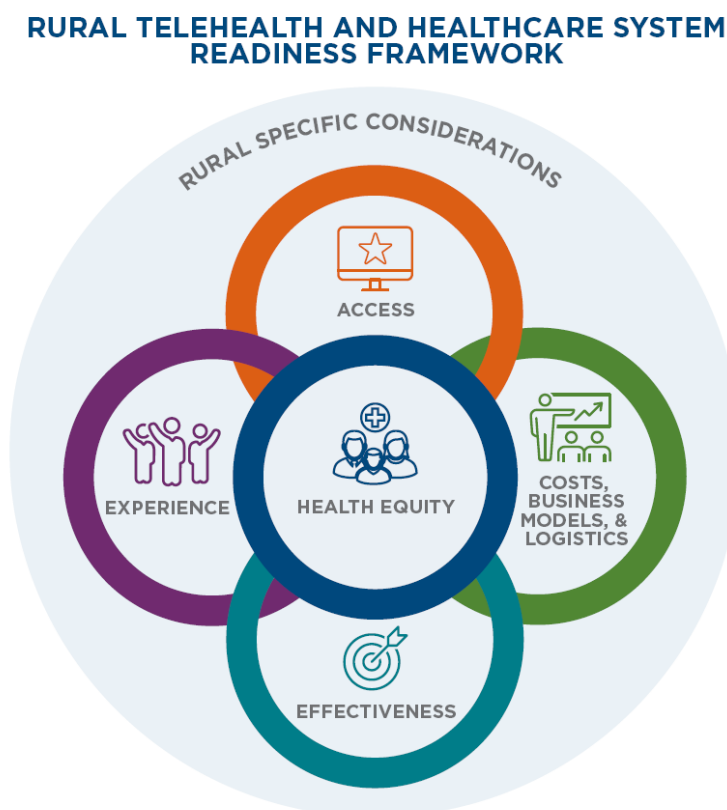 RURAL TELEHEALTH AND HEALTHCARE SYSTEM
READINESS FRAMEWORK
RURAL SPECIFIC CONSIDERATIONS
ACCESS
EXPERIENCE
HEALTH EQUITY
COSTS,
BUSINESS
MODELS, &
LOGISTICS
EFFECTIVENESS